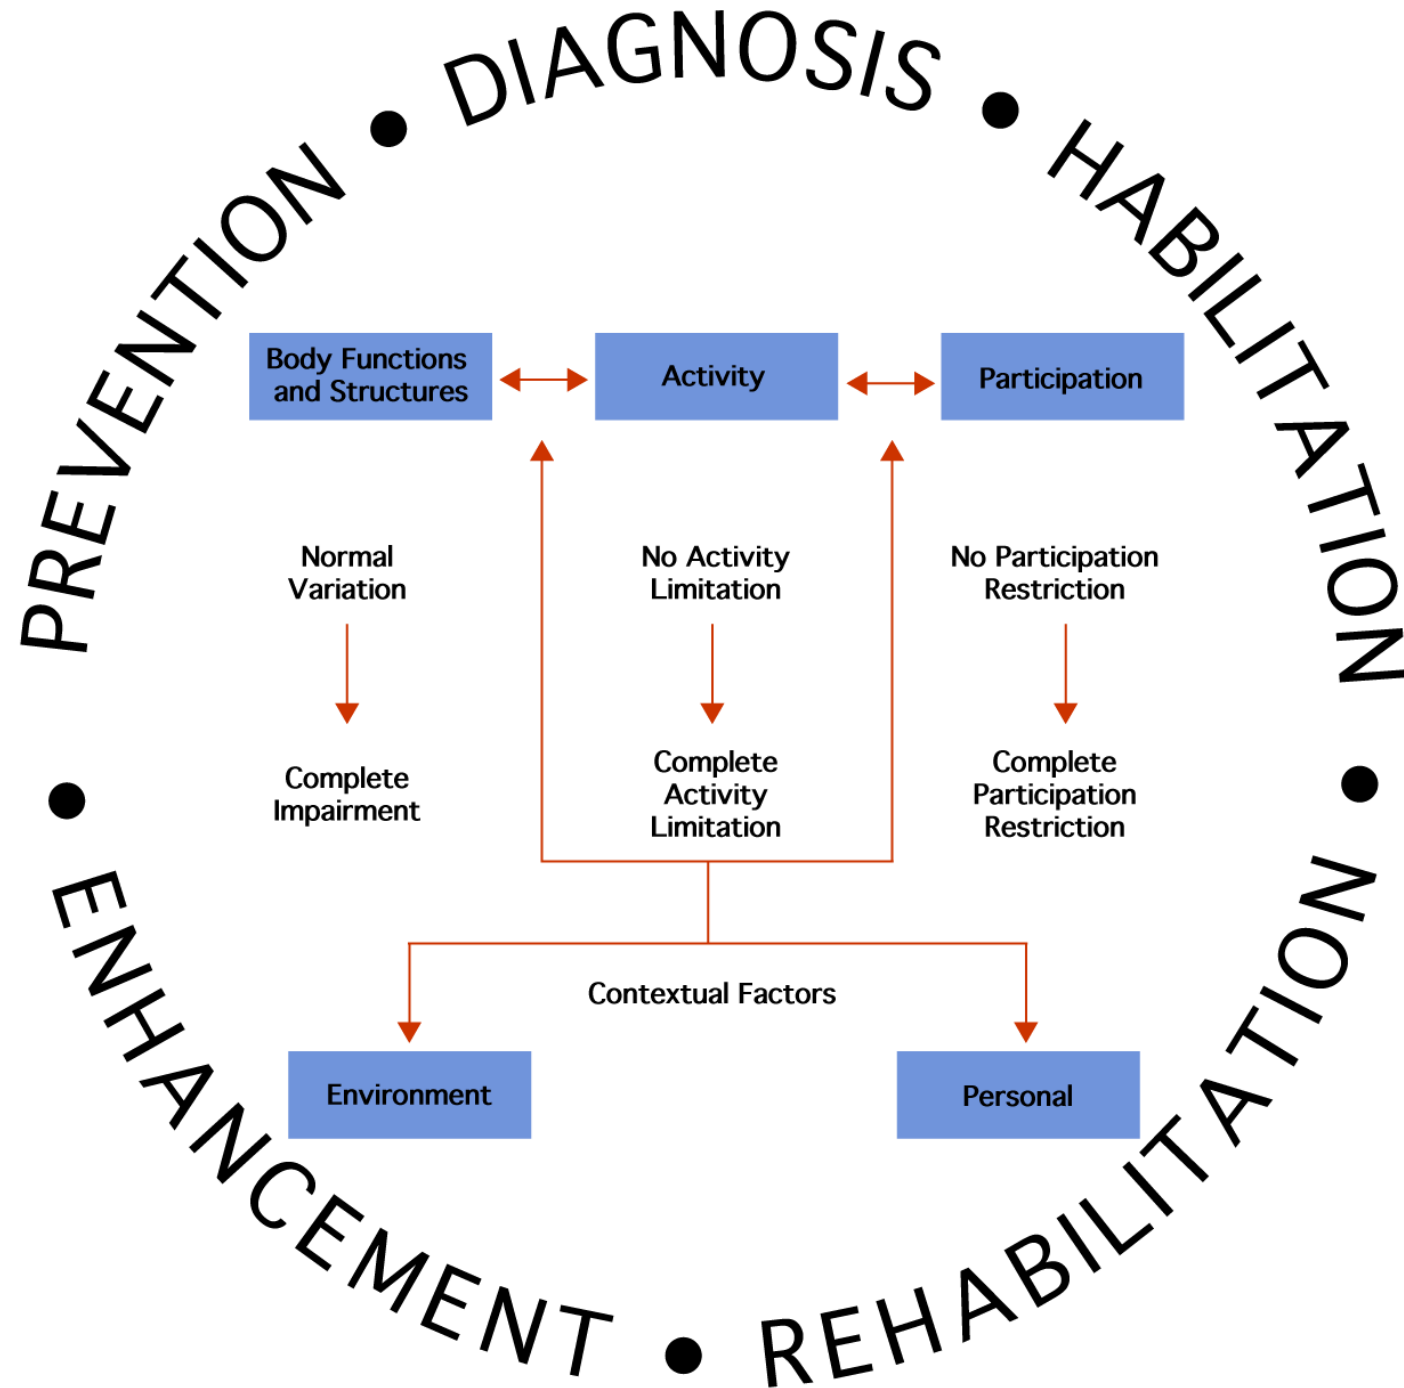 PREVENTION • DIAGNOSIS • HABILITATION • REHABILITATION • ENHANCEMENT •
Body Functions
and Structures
Activity
Participation
Normal
Variation
No Activity
Limitation
No Participation
Restriction
Complete
Impairment
Complete
Activity
Limitation
Complete
Participation
Restriction
Contextual Factors
Environment
Personal